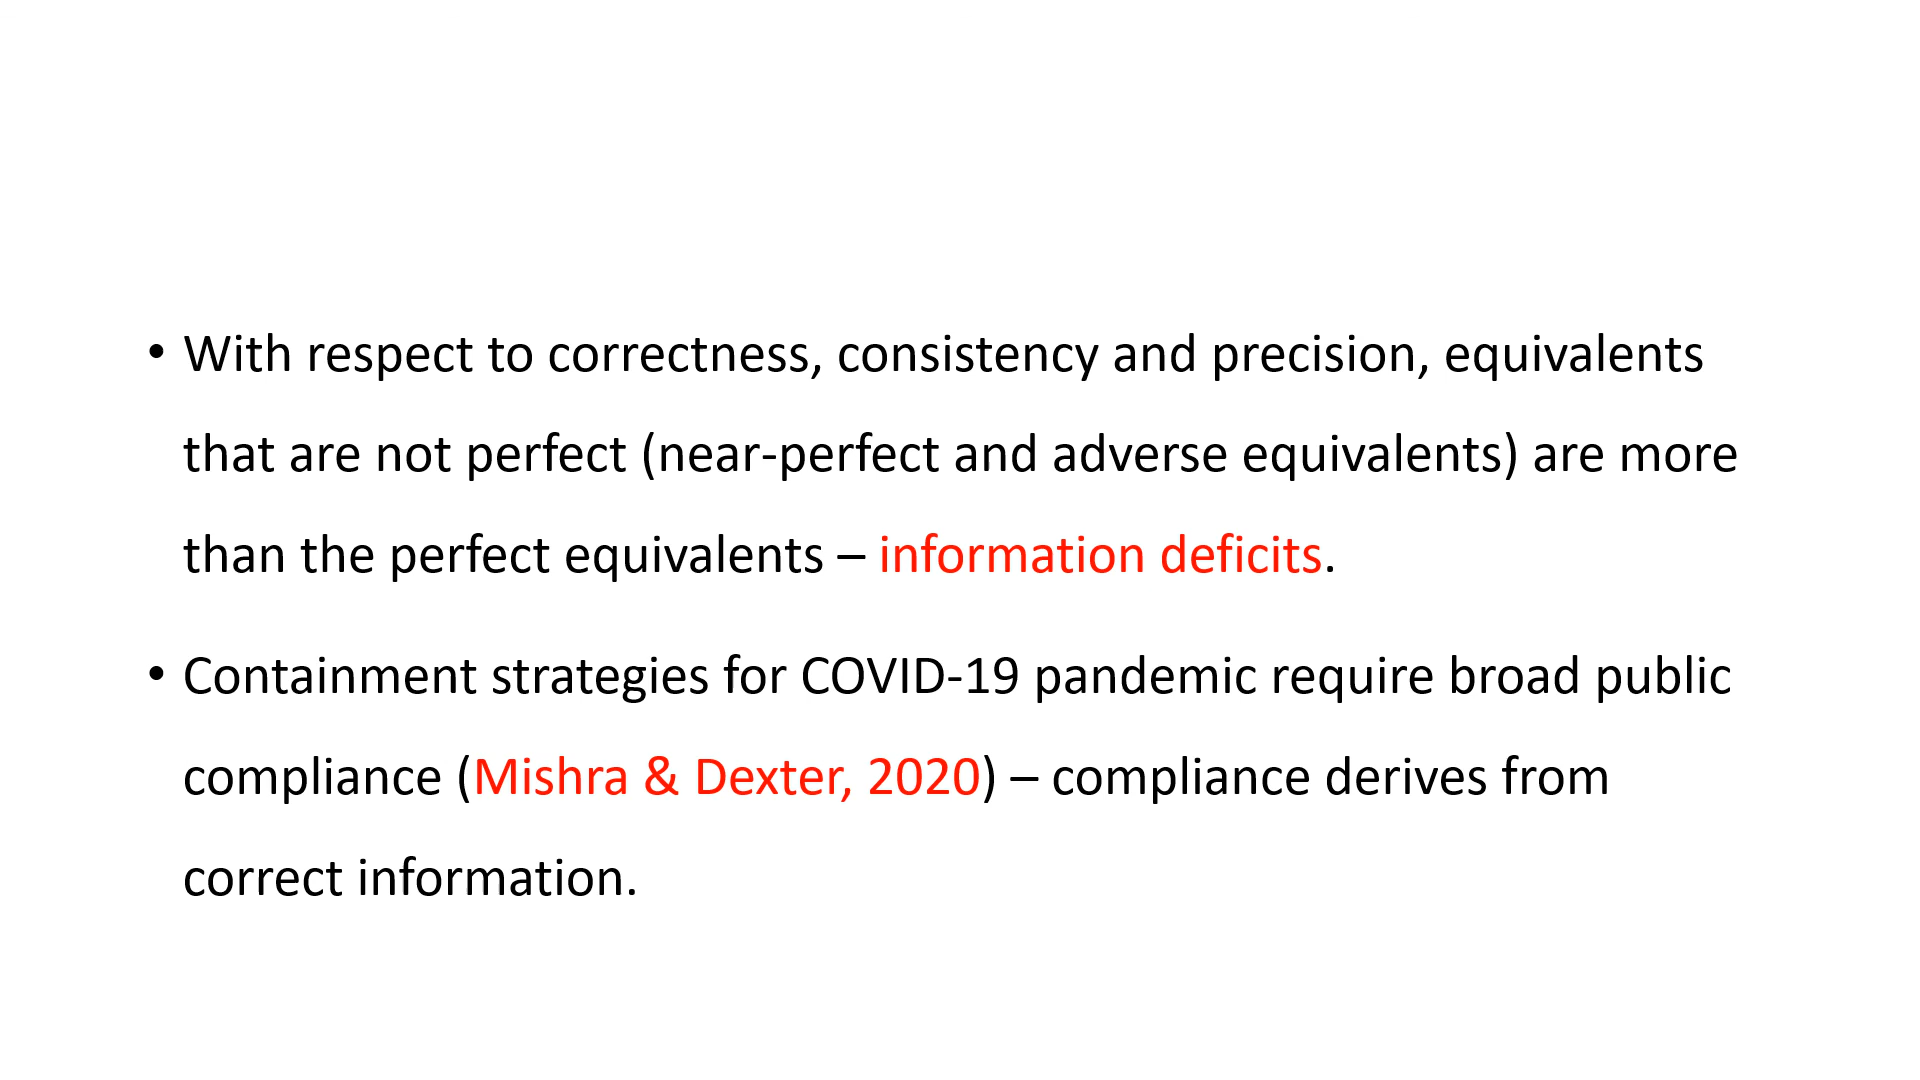 • With respect to correctness, consistency and precision, equivalents
that are not perfect (near-perfect and adverse equivalents) are more
than the perfect equivalents – information deficits.
• Containment strategies for COVID-19 pandemic require broad public
compliance (Mishra & Dexter, 2020) – compliance derives from
correct information.